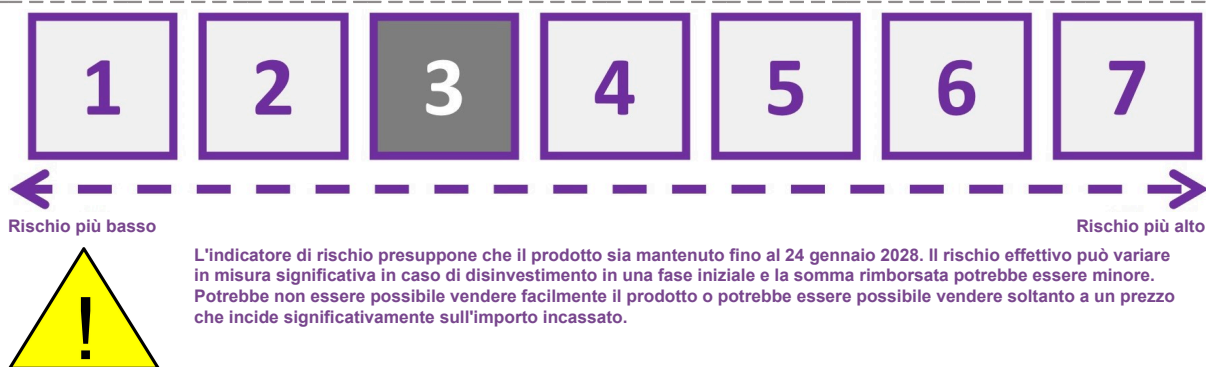 1 2 3 4 5 6 7
Rischio più basso Rischio più alto
!
L'indicatore di rischio presuppone che il prodotto sia mantenuto fino al 24 gennaio 2028. Il rischio effettivo può variare
in misura significativa in caso di disinvestimento in una fase iniziale e la somma rimborsata potrebbe essere minore.
Potrebbe non essere possibile vendere facilmente il prodotto o potrebbe essere possibile vendere soltanto a un prezzo
che incide significativamente sull'importo incassato.